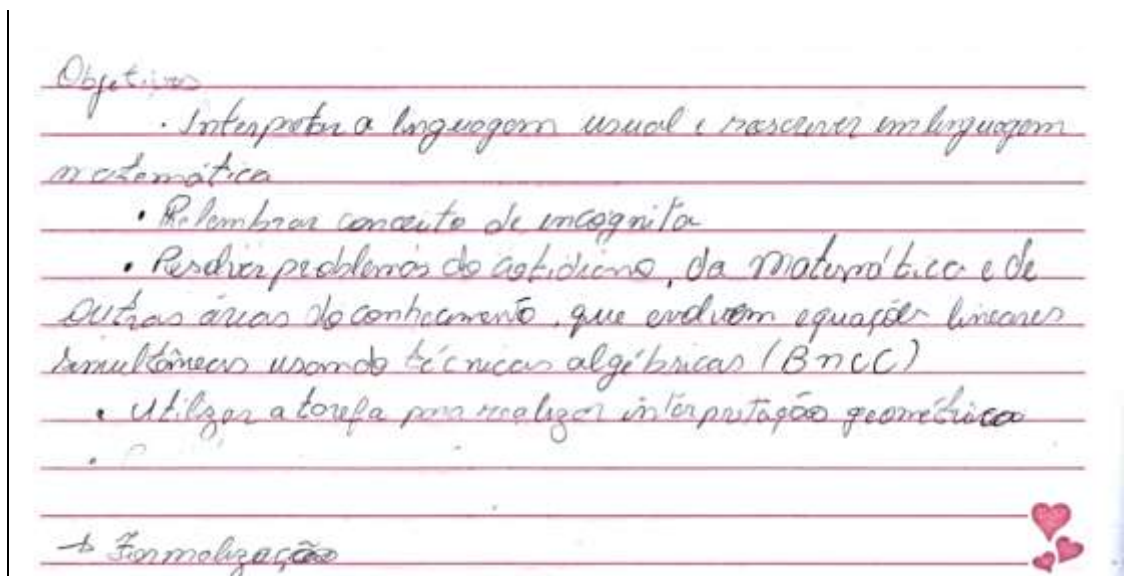 Objetivos
· Interpretar a linguagem usual e reescrever em linguagem
matemática
• Relembrar conceito de incógnita
• Resolver problemas do cotidiano, da matemática e de
outras áreas do conhecimento, que evolvem equações lineares
simultâneas usando técnicas algébricas (BNCC)
• Utilizar a tarefa para realizar interpretação geométrica
•
→ Formalização